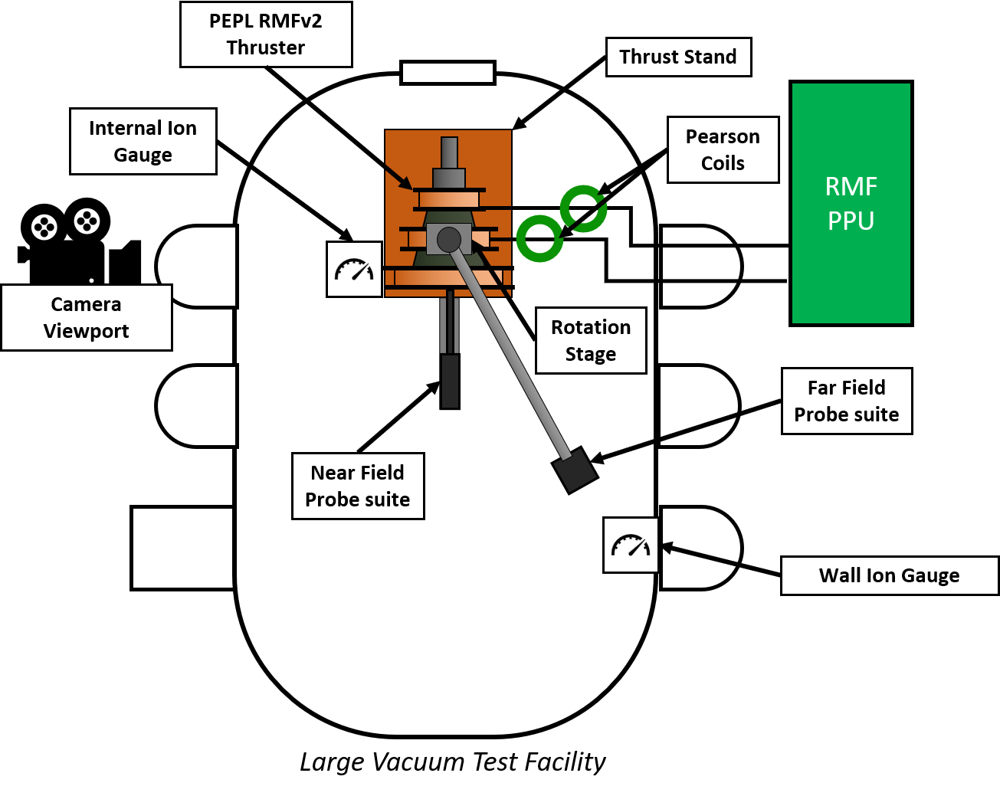 PEPL RMFv2
Thruster
Thrust Stand
Internal Ion
Gauge
Pearson
Coils
RMF
PPU
Camera
Viewport
Rotation
Stage
Far Field
Probe suite
Near Field
Probe suite
Wall Ion Gauge
Large Vacuum Test Facility